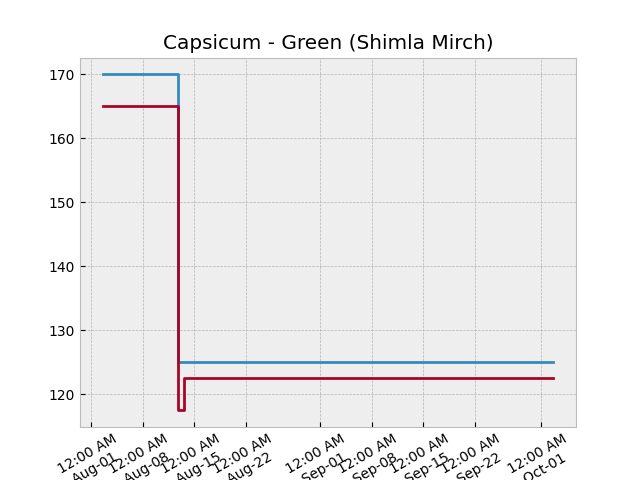 Capsicum - Green (Shimla Mirch)
170
160
150
140
130
120
12:00 AM
Aug-01
12:00 AM
Aug-08
12:00 AM
Aug-15
12:00 AM
Aug-22
12:00 AM
Sep-01
12:00 AM
Sep-08
12:00 AM
Sep-15
12:00 AM
Sep-22
12:00 AM
Oct-01